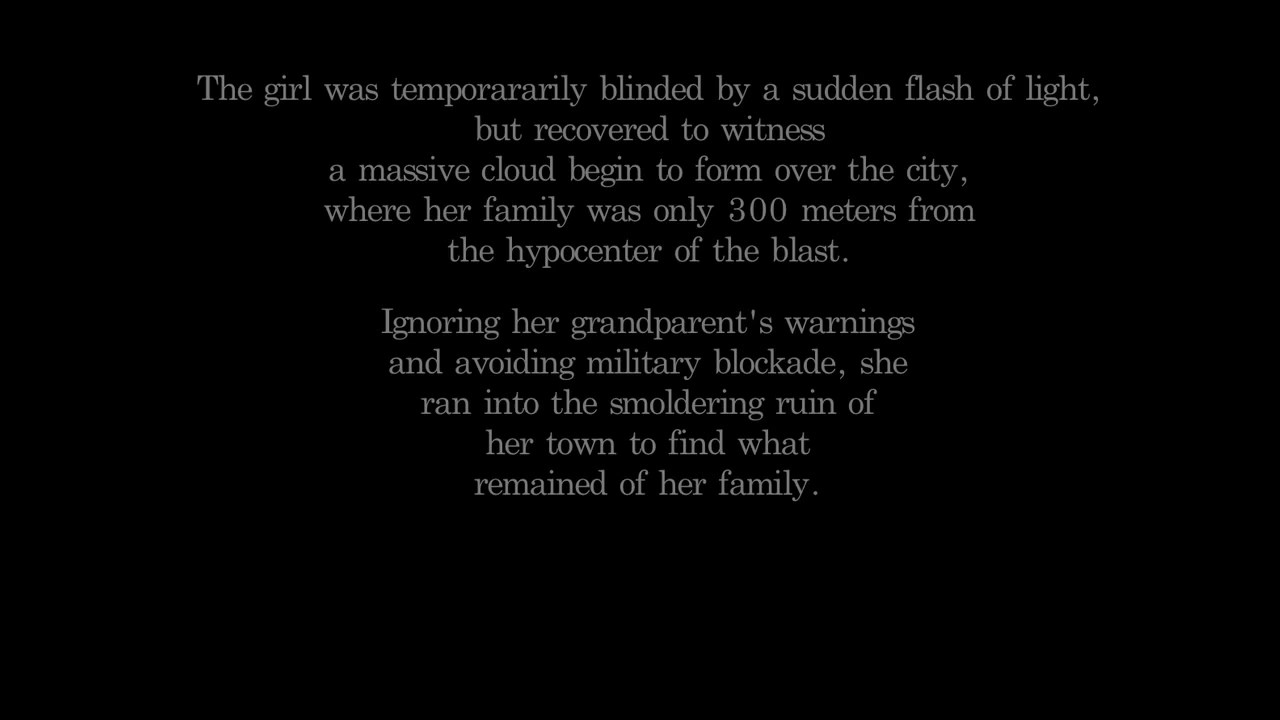 The girl was temporararily blinded by a sudden flash of light,
but recovered to witness
a massive cloud begin to form over the city,
where her family was only 300 meters from
the hypocenter of the blast.
Ignoring her grandparent's warnings
and avoiding military blockade, she
ran into the smoldering ruin of
her town to find what
remained of her family.